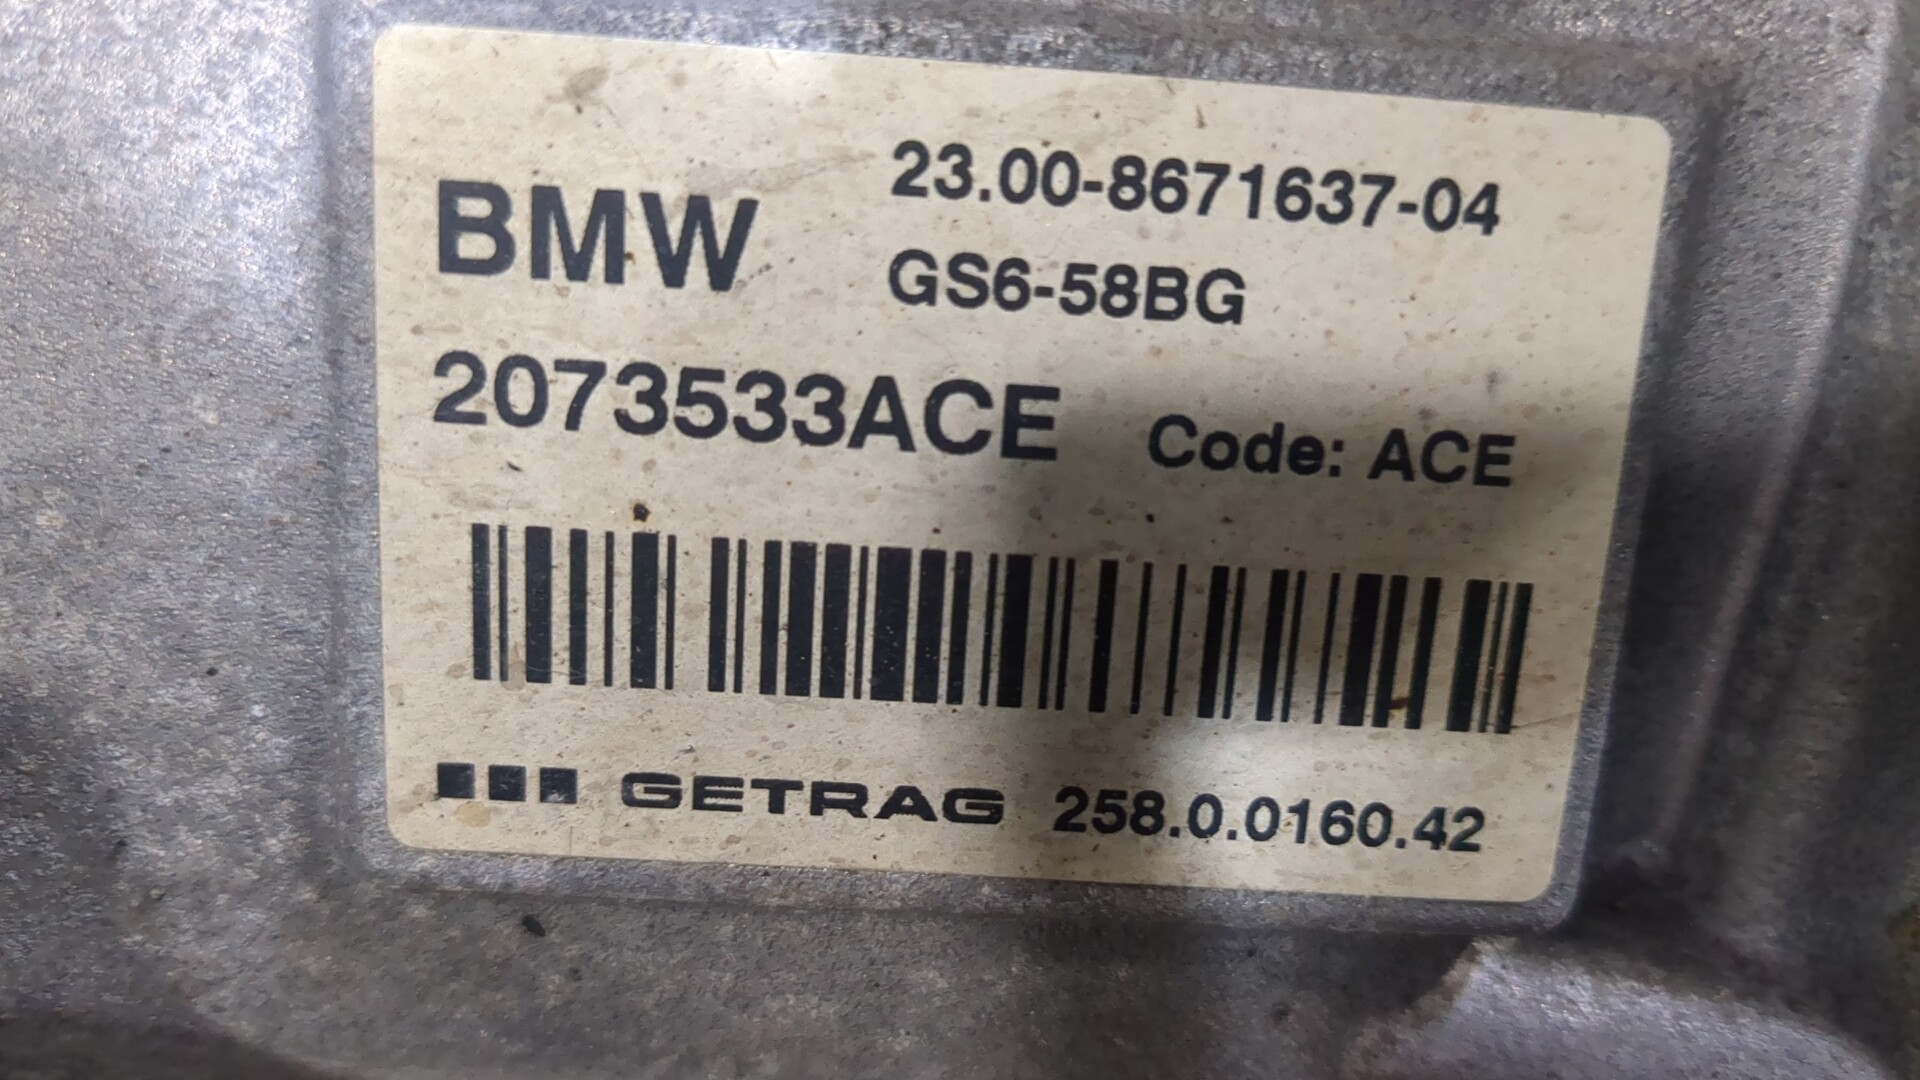 BMW 23.00-8671637-04
GS6-58BG
2073533ACE Code: ACE
GETRAG 258.0.0160.42